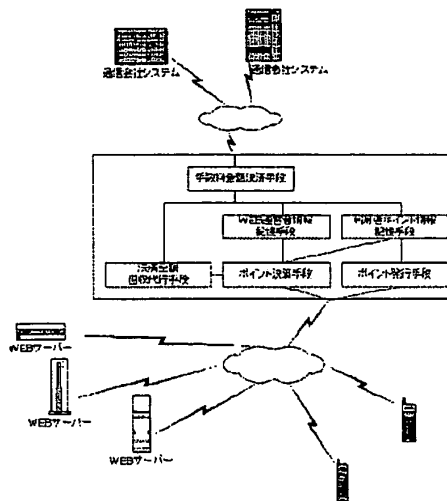 通信会社システム
通信会社システム
手数料金額決済手段
WEB運営者情報
記憶手段
利用者ポイント情報
記憶手段
決済金額
回収代行手段
ポイント決済手段
ポイント発行手段
WEBサーバー
WEBサーバー
WEBサーバー